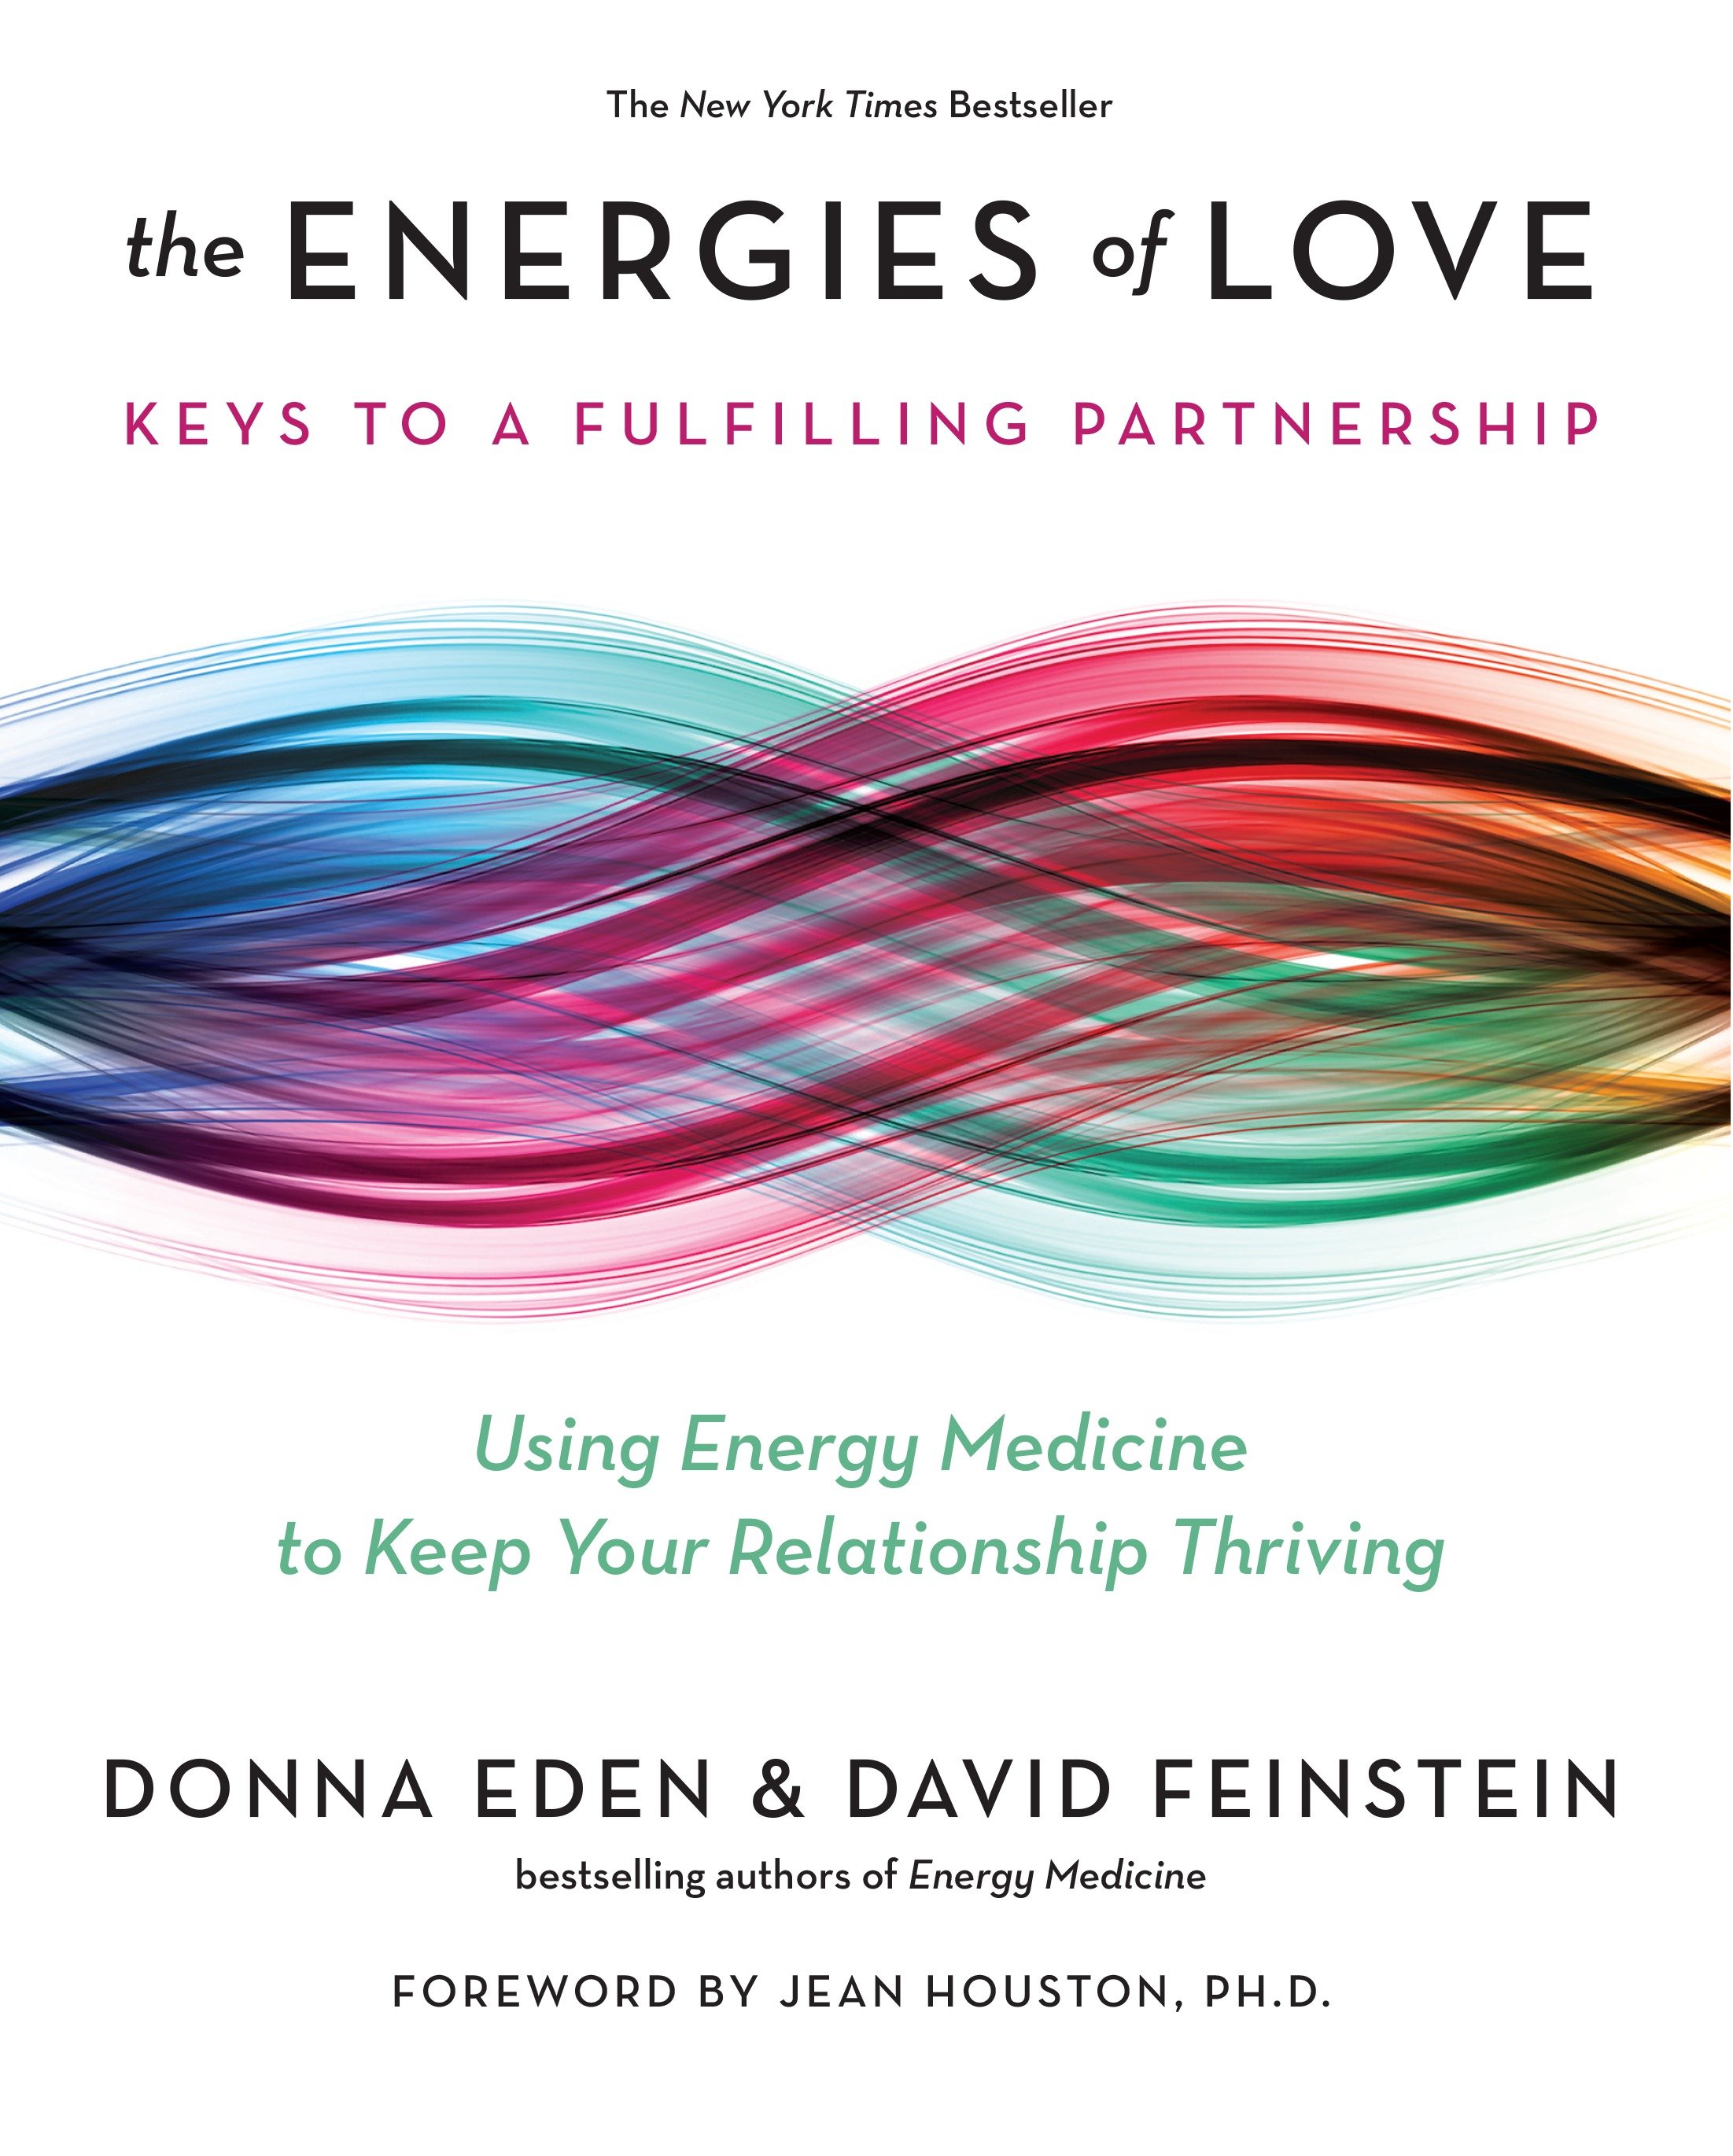 The New York Times Bestseller
the ENERGIES of LOVE
KEYS TO A FULFILLING PARTNERSHIP
Using Energy Medicine
to Keep Your Relationship Thriving
DONNA EDEN & DAVID FEINSTEIN
bestselling authors of Energy Medicine
FOREWORD BY JEAN HOUSTON, PH.D.